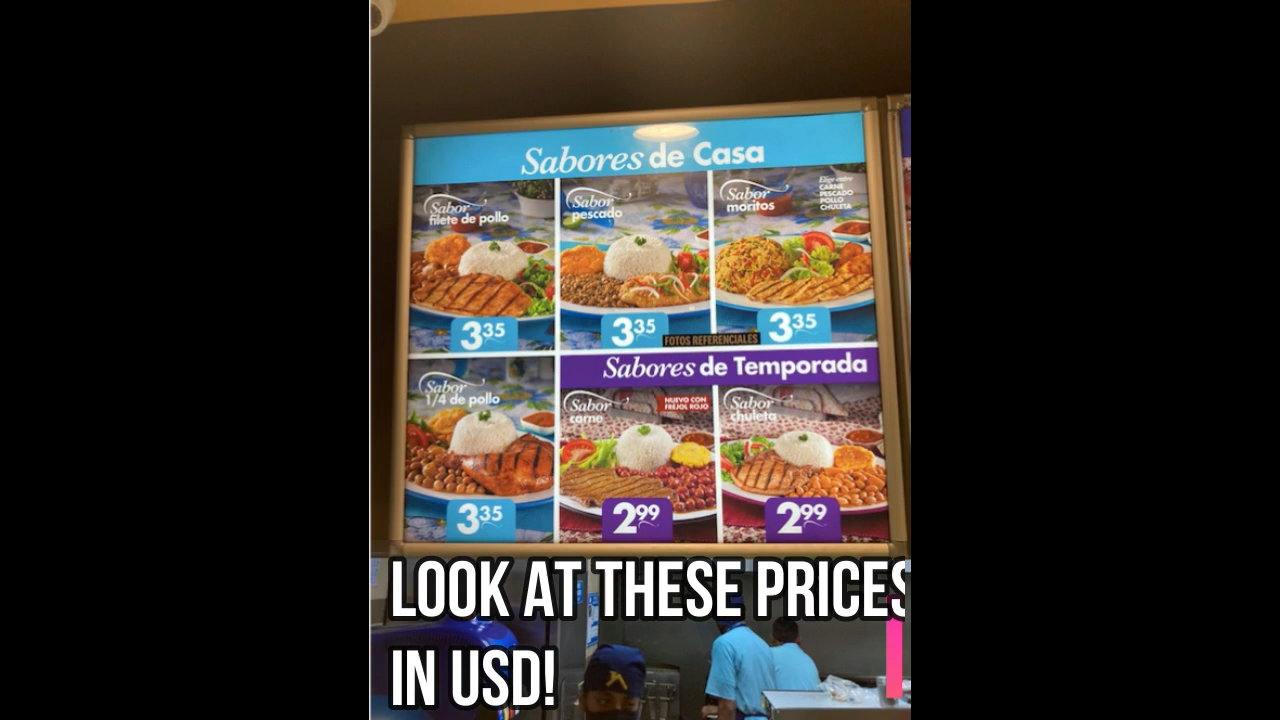 Sabores de Casa
Sabor
filete de pollo
3 35
Sabor
pescado
3 35
Sabor
moritos
Elige entre
CARNE
PESCADO
POLLO
CHULETA
3 35
FOTOS REFERENCIALES
Sabor
1/4 de pollo
3 35
Sabores de Temporada
Sabor
carne
NUEVO CON
FRÉJOL ROJO
2 99
Sabor
chuleta
2 99
LOOK AT THESE PRICES
IN USD!